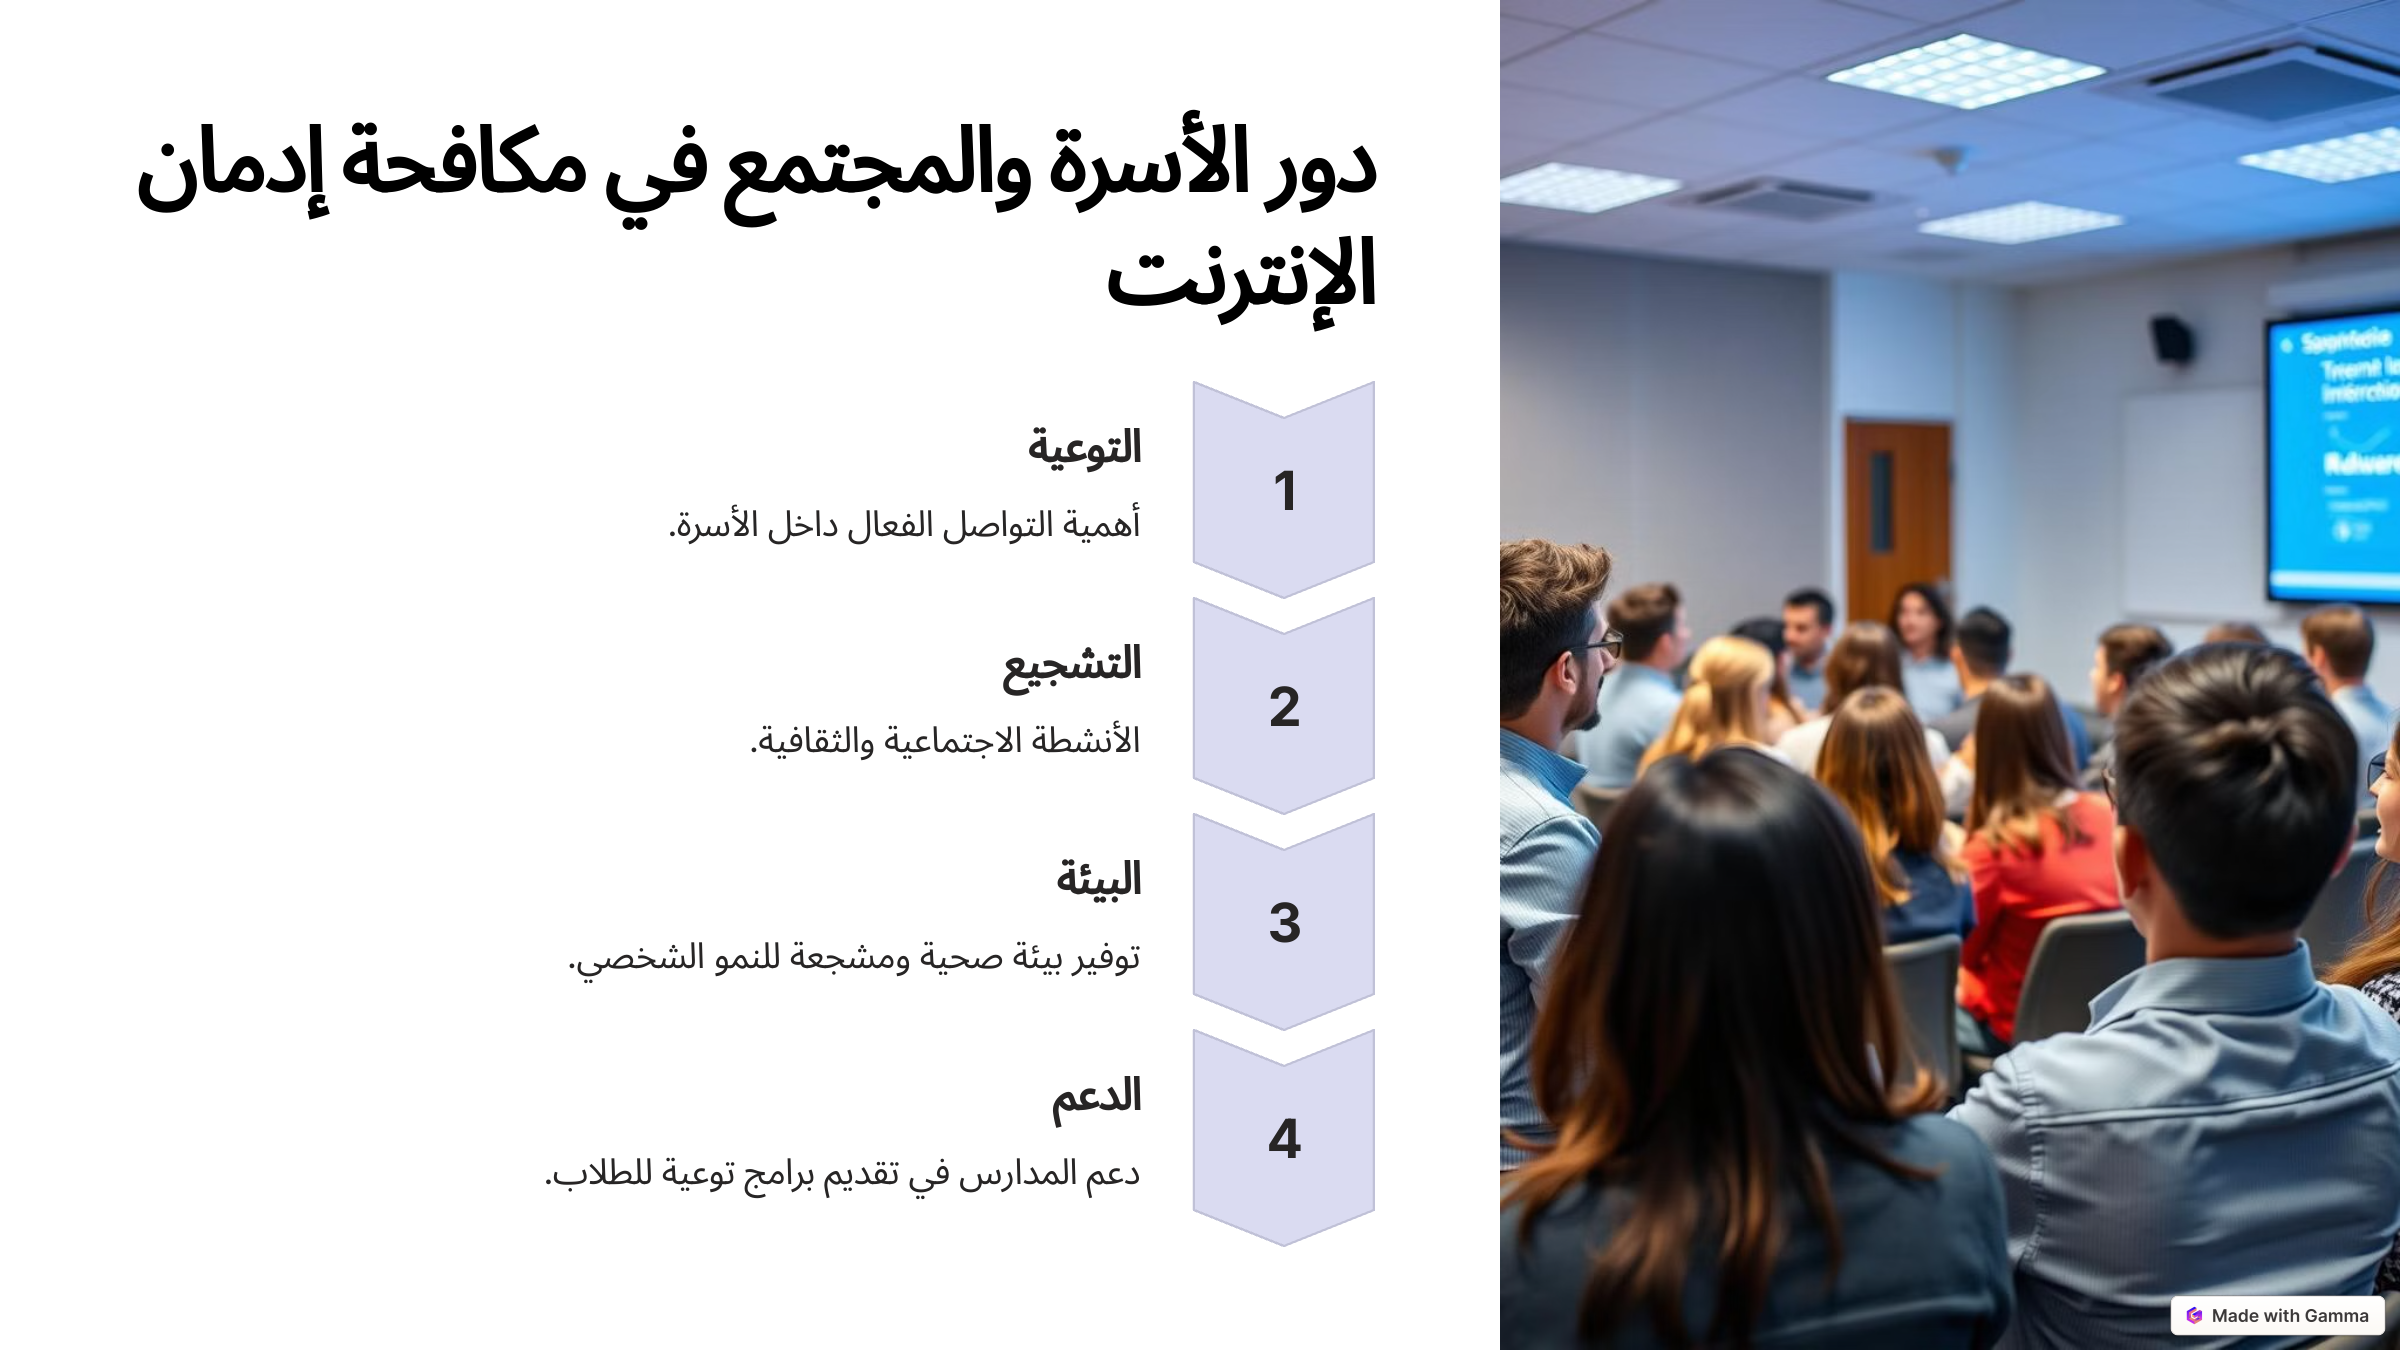 دور الأسرة والمجتمع في مكافحة إدمان
الإنترنت
1
التوعية
أهمية التواصل الفعال داخل الأسرة.
2
التشجيع
الأنشطة الاجتماعية والثقافية.
3
البيئة
توفير بيئة صحية ومشجعة للنمو الشخصي.
4
الدعم
دعم المدارس في تقديم برامج توعية للطلاب.
Made with Gamma